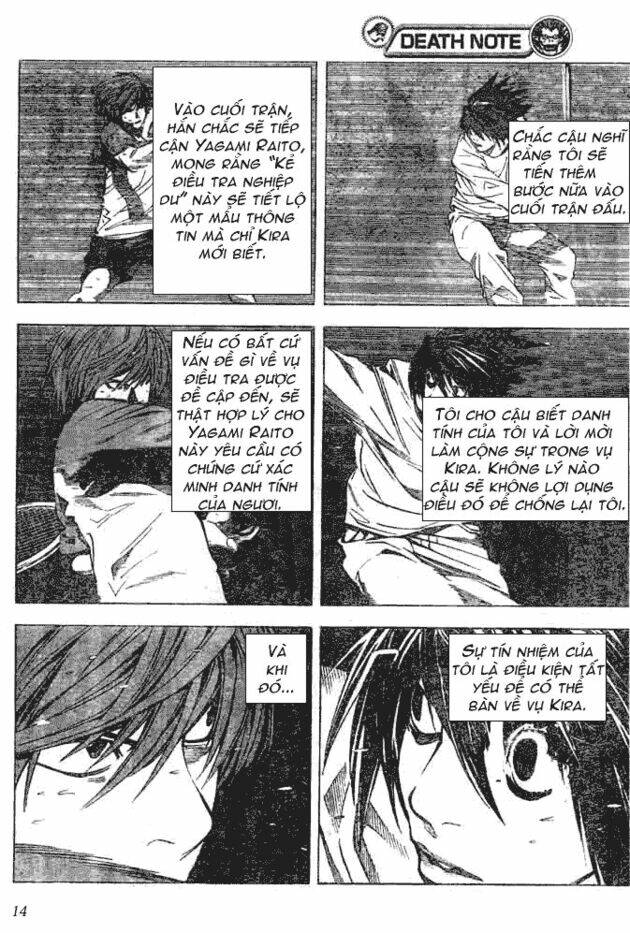 DEATH NOTE
CHẮC CẬU NGHĨ
RẰNG TÔI SẼ
TIẾN THÊM
BƯỚC NỮA VÀO
CUỐI TRẬN ĐẤU.
VÀO CUỐI TRẬN,
HẮN CHẮC SẼ TIẾP
CẬN YAGAMI RAITO,
MONG RẰNG "KẺ
ĐIỀU TRA NGHIỆP
DƯ" NÀY SẼ TIẾT LỘ
MỘT MẨU THÔNG
TIN MÀ CHỈ KIRA
MỚI BIẾT.
TÔI CHO CẬU BIẾT DANH
TÍNH CỦA TÔI VÀ LỜI MỜI
LÀM CỘNG SỰ TRONG VỤ
KIRA. KHÔNG LÝ NÀO
CẬU SẼ KHÔNG LỢI DỤNG
ĐIỀU ĐÓ ĐỂ CHỐNG LẠI TÔI.
NẾU CÓ BẤT CỨ
VẤN ĐỀ GÌ VỀ VỤ
ĐIỀU TRA ĐƯỢC
ĐỀ CẬP ĐẾN, SẼ
THẬT HỢP LÝ CHO
YAGAMI RAITO
NÀY YÊU CẦU CÓ
CHỨNG CỨ XÁC
MINH DANH TÍNH
CỦA NGƯƠI.
SỰ TÍN NHIỆM CỦA
TÔI LÀ ĐIỀU KIỆN TẤT
YẾU ĐỂ CÓ THỂ
BÀN VỀ VỤ KIRA.
VÀ
KHI
ĐÓ...
14